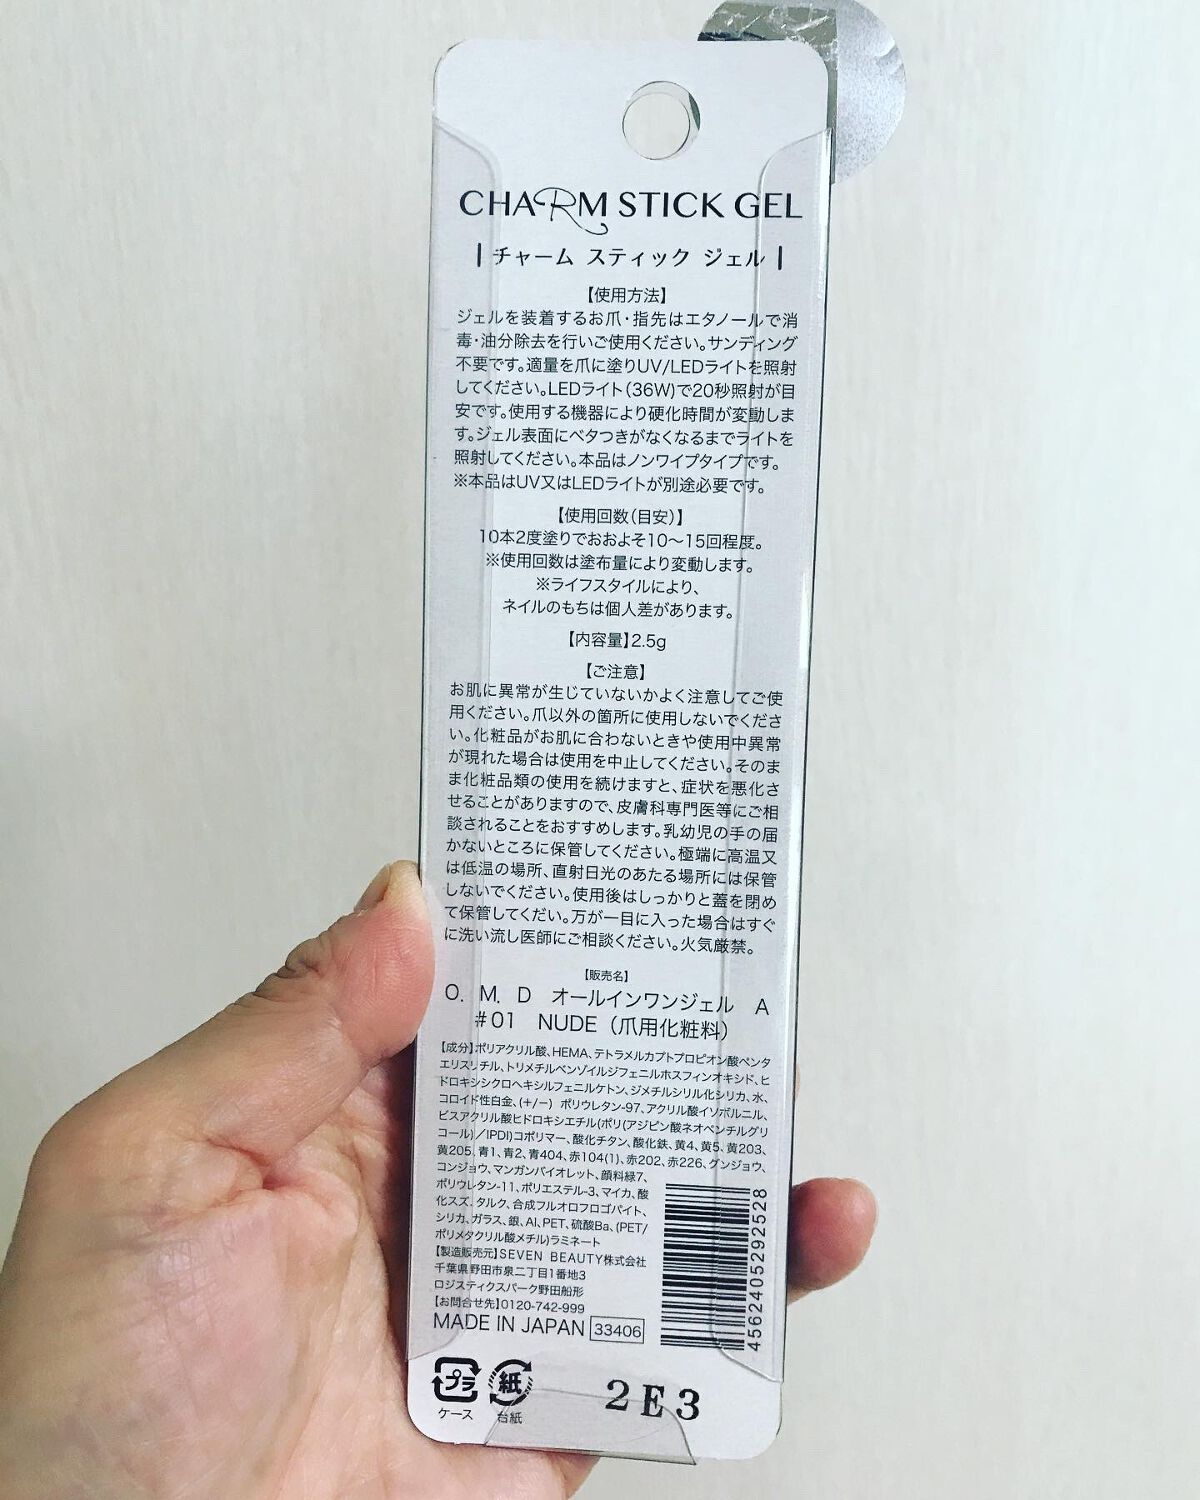 CHARM STICK GEL
| チャーム スティック ジェル |
【使用方法】
ジェルを装着するお爪・指先はエタノールで消
毒・油分除去を行いご使用ください。サンディング
不要です。適量を爪に塗りUV/LEDライトを照射
してください。LEDライト(36W)で20秒照射が目
安です。使用する機器により硬化時間が変動しま
す。ジェル表面にベタつきがなくなるまでライトを
照射してください。本品はノンワイプタイプです。
※本品はUV又はLEDライトが別途必要です。
【使用回数(目安)】
10本2度塗りでおおよそ10〜15回程度。
※使用回数は塗布量により変動します。
※ライフスタイルにより、
ネイルのもちは個人差があります。
【内容量】2.5g
【ご注意】
お肌に異常が生じていないかよく注意してご使
用ください。爪以外の箇所に使用しないでくださ
い。化粧品がお肌に合わないときや使用中異常
が現れた場合は使用を中止してください。そのま
ま化粧品類の使用を続けますと、症状を悪化さ
せることがありますので、皮膚科専門医等にご相
談されることをおすすめします。乳幼児の手の届
かないところに保管してください。極端に高温又
は低温の場所、直射日光のあたる場所には保管
しないでください。使用後はしっかりと蓋を閉め
て保管してくだい。万が一目に入った場合はすぐ
に洗い流し医師にご相談ください。火気厳禁。
【販売名】
O．M．D　オールインワンジェル　A
#01　NUDE（爪用化粧料）
【成分】ポリアクリル酸、HEMA、テトラメルカプトプロピオン酸ペンタ
エリスリチル、トリメチルベンゾイルジフェニルホスフィンオキシド、ヒ
ドロキシシクロヘキシルフェニルケトン、ジメチルシリル化シリカ、水、
コロイド性白金、(+/−) ポリウレタン-97、アクリル酸イソボルニル、
ビスアクリル酸ヒドロキシエチル(ポリ(アジピン酸ネオペンチルグリ
コール)／IPDI)コポリマー、酸化チタン、酸化鉄、黄4、黄5、黄203、
黄205、青1、青2、青404、赤104(1)、赤202、赤226、グンジョウ、
コンジョウ、マンガンバイオレット、顔料緑7、
ポリウレタン-11、ポリエステル-3、マイカ、酸
化スズ、タルク、合成フルオロフロゴパイト、
シリカ、ガラス、銀、Al、PET、硫酸Ba、(PET/
ポリメタクリル酸メチル)ラミネート
【製造販売元】SEVEN BEAUTY株式会社
千葉県野田市泉二丁目1番地3
ロジスティクスパーク野田船形
【お問合せ先】0120-742-999
MADE IN JAPAN 33406
4562405292528
プラ
ケース
紙
台紙
2E3